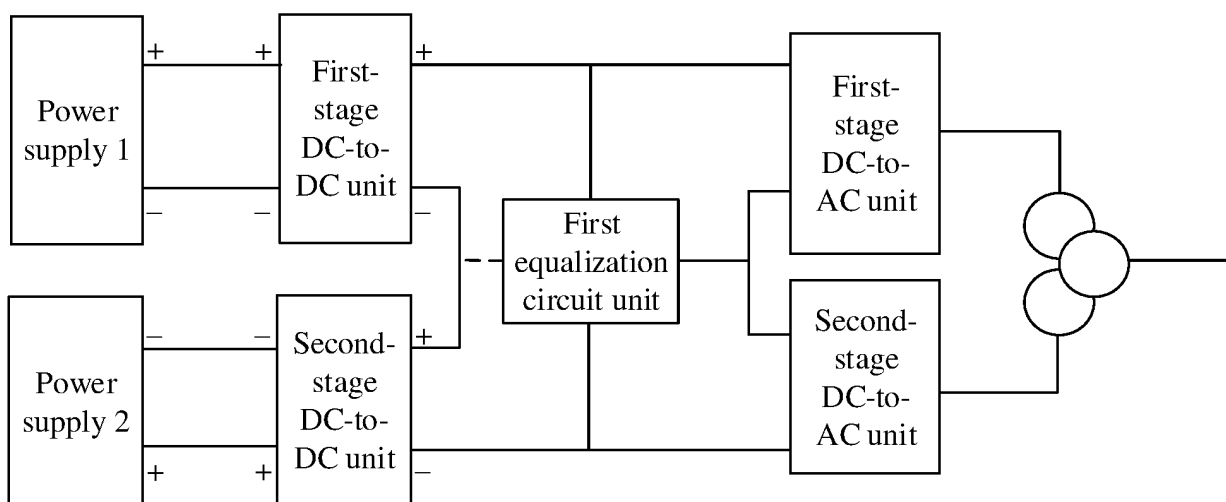 + + +
Power
supply 1
− − −
First-
stage
DC-to-
DC unit
First-
stage
DC-to-
AC unit
First
equalization
circuit unit
− − +
Power
supply 2
+ + −
Second-
stage
DC-to-
DC unit
Second-
stage
DC-to-
AC unit